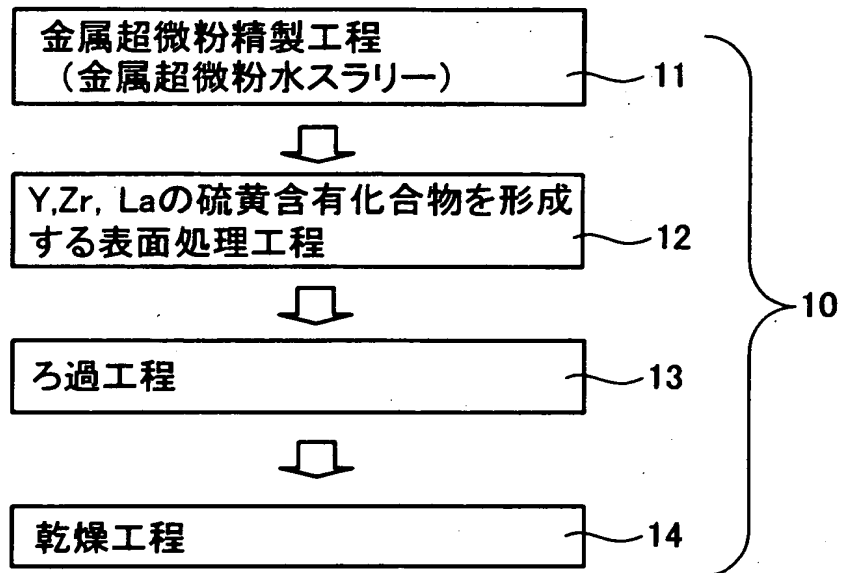 金属超微粉精製工程
(金属超微粉水スラリー)
11
Y,Zr, Laの硫黄含有化合物を形成
する表面処理工程
12
10
ろ過工程
13
乾燥工程
14